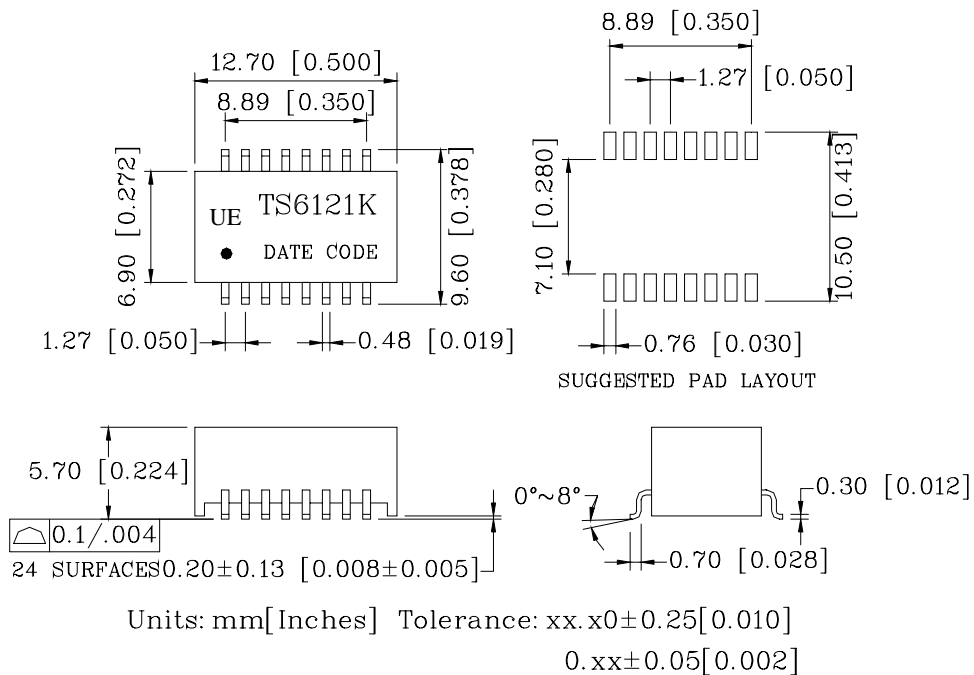 8.89 [0.350]
12.70 [0.500]
1.27 [0.050]
8.89 [0.350]
6.90 [0.272]
UE TS6121K
DATE CODE
9.60 [0.378]
7.10 [0.280]
10.50 [0.413]
1.27 [0.050]
0.48 [0.019]
0.76 [0.030]
SUGGESTED PAD LAYOUT
5.70 [0.224]
0°~8°
0.30 [0.012]
0.1/.004
24 SURFACES
0.20±0.13 [0.008±0.005]
0.70 [0.028]
Units: mm[Inches] Tolerance: xx.x0±0.25[0.010]
0.xx±0.05[0.002]